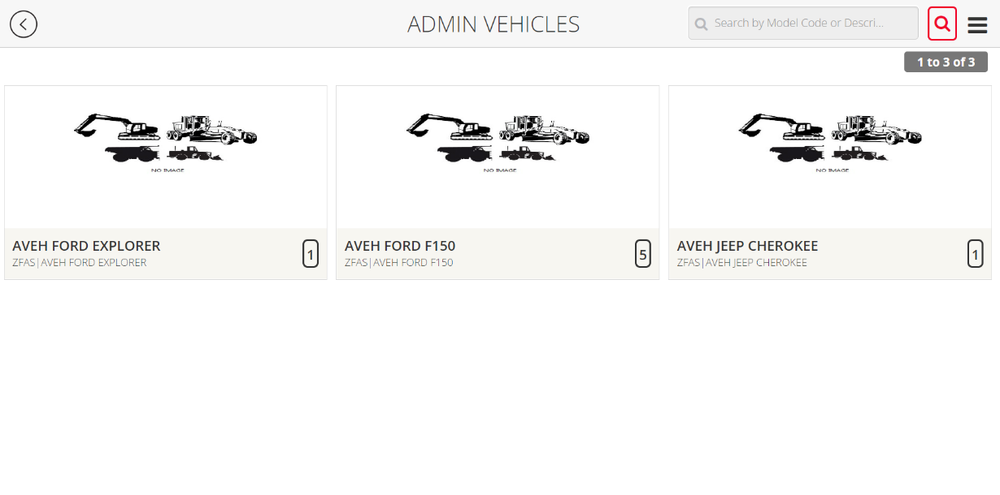 ADMIN VEHICLES
Search by Model Code or Descri...
1 to 3 of 3
NO IMAGE
AVEH FORD EXPLORER
ZFAS|AVEH FORD EXPLORER
1
NO IMAGE
AVEH FORD F150
ZFAS|AVEH FORD F150
5
NO IMAGE
AVEH JEEP CHEROKEE
ZFAS|AVEH JEEP CHEROKEE
1